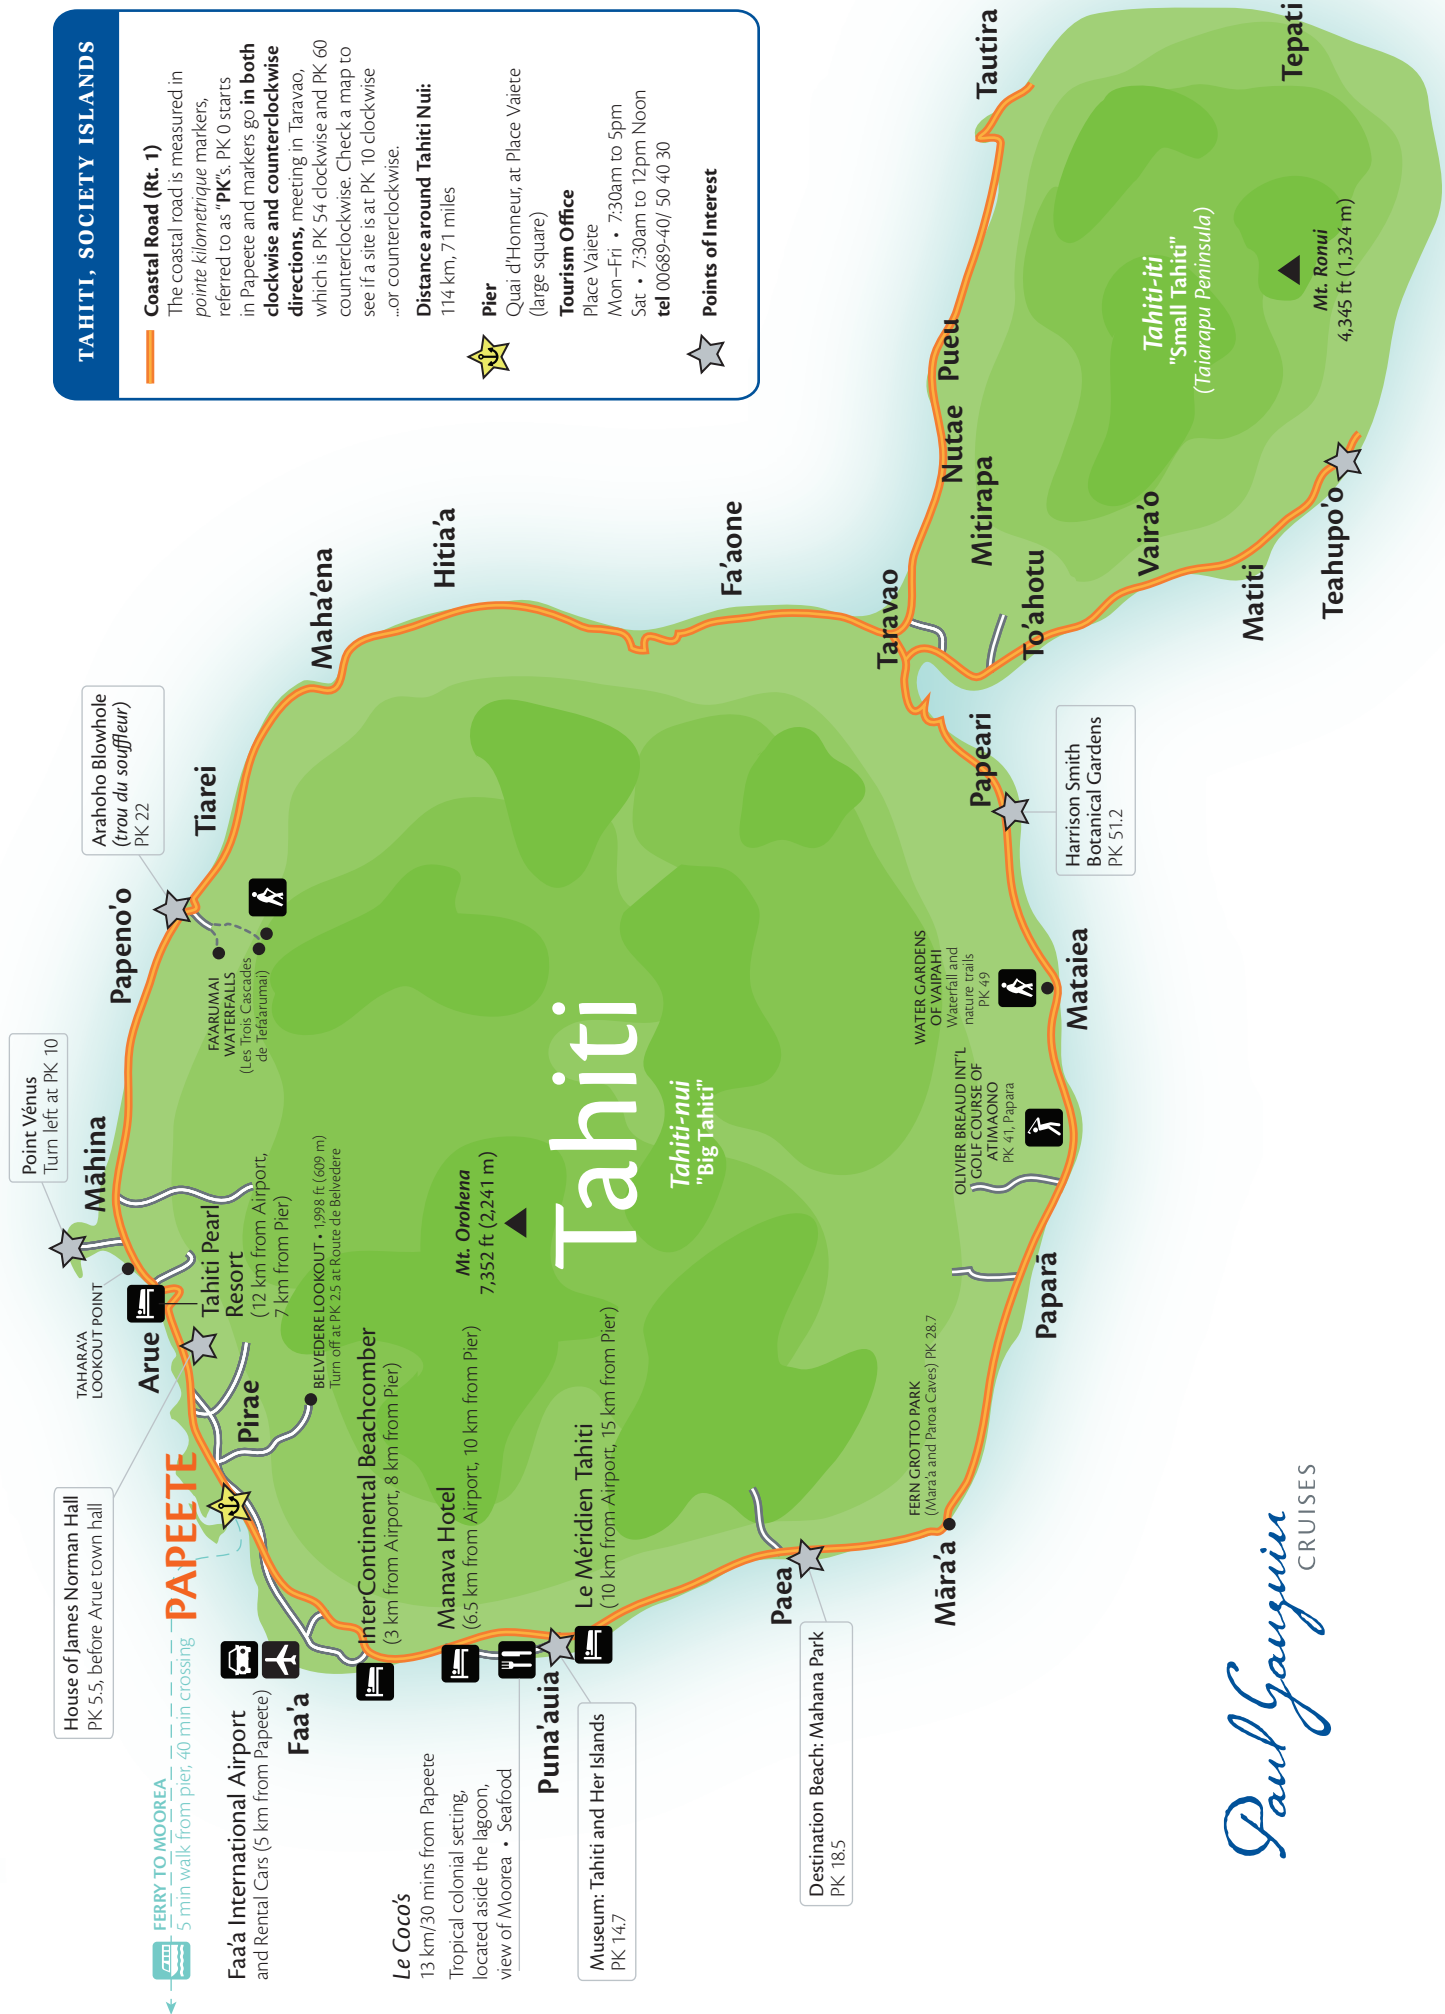 TAHITI, SOCIETY ISLANDS
Coastal Road (Rt. 1)
The coastal road is measured in
pointe kilometrique markers,
referred to as "PK"s. PK 0 starts
in Papeete and markers go in both
clockwise and counterclockwise
directions, meeting in Taravao,
which is PK 54 clockwise and PK 60
counterclockwise. Check a map to
see if a site is at PK 10 clockwise
...or counterclockwise.
Distance around Tahiti Nui:
114 km, 71 miles
Pier
Quai d'Honneur, at Place Vaiete
(large square)
Tourism Office
Place Vaiete
Mon–Fri • 7:30am to 5pm
Sat • 7:30am to 12pm Noon
tel 00689-40/ 50 40 30
Points of Interest
FERRY TO MOOREA
5 min walk from pier, 40 min crossing
House of James Norman Hall
PK 5.5, before Arue town hall
PAPEETE
TAHARA'A
LOOKOUT POINT
Point Vénus
Turn left at PK 10
Arue
Māhina
Papeno'o
Arahoho Blowhole
(trou du souffleur)
PK 22
Tiarei
Maha'ena
Hitia'a
Fa'aone
Faa'a International Airport
and Rental Cars (5 km from Papeete)
Faa'a
Pirae
Tahiti Pearl
Resort
(12 km from Airport,
7 km from Pier)
BELVEDERE LOOKOUT • 1,998 ft (609 m)
Turn off at PK 2.5 at Route de Belvedere
FA'ARUMAI
WATERFALLS
(Les Trois Cascades
de Tefa'arumai)
InterContinental Beachcomber
(3 km from Airport, 8 km from Pier)
Manava Hotel
(6.5 km from Airport, 10 km from Pier)
Le Méridien Tahiti
(10 km from Airport, 15 km from Pier)
Le Coco's
13 km/30 mins from Papeete
Tropical colonial setting,
located aside the lagoon,
view of Moorea • Seafood
Puna'auia
Museum: Tahiti and Her Islands
PK 14.7
Mt. Orohena
7,352 ft (2,241 m)
Tahiti
Tahiti-nui
"Big Tahiti"
Paea
Destination Beach: Mahana Park
PK 18.5
Māra'a
FERN GROTTO PARK
(Mara'a and Paroa Caves) PK 28.7
Papará
OLIVIER BREAUD INT'L
GOLF COURSE OF
ATIMAONO
PK 41, Papara
WATER GARDENS
OF VAIPAHI
Waterfall and
nature trails
PK 49
Mataiea
Papeari
Harrison Smith
Botanical Gardens
PK 51.2
Taravao
Nutae
Pueu
Mitirapa
Tautira
To'ahotu
Vaira'o
Matiti
Teahupo'o
Tepati
Tahiti-iti
"Small Tahiti"
(Taiarapu Peninsula)
Mt. Ronui
4,345 ft (1,324 m)
Paul Gauguin
CRUISES